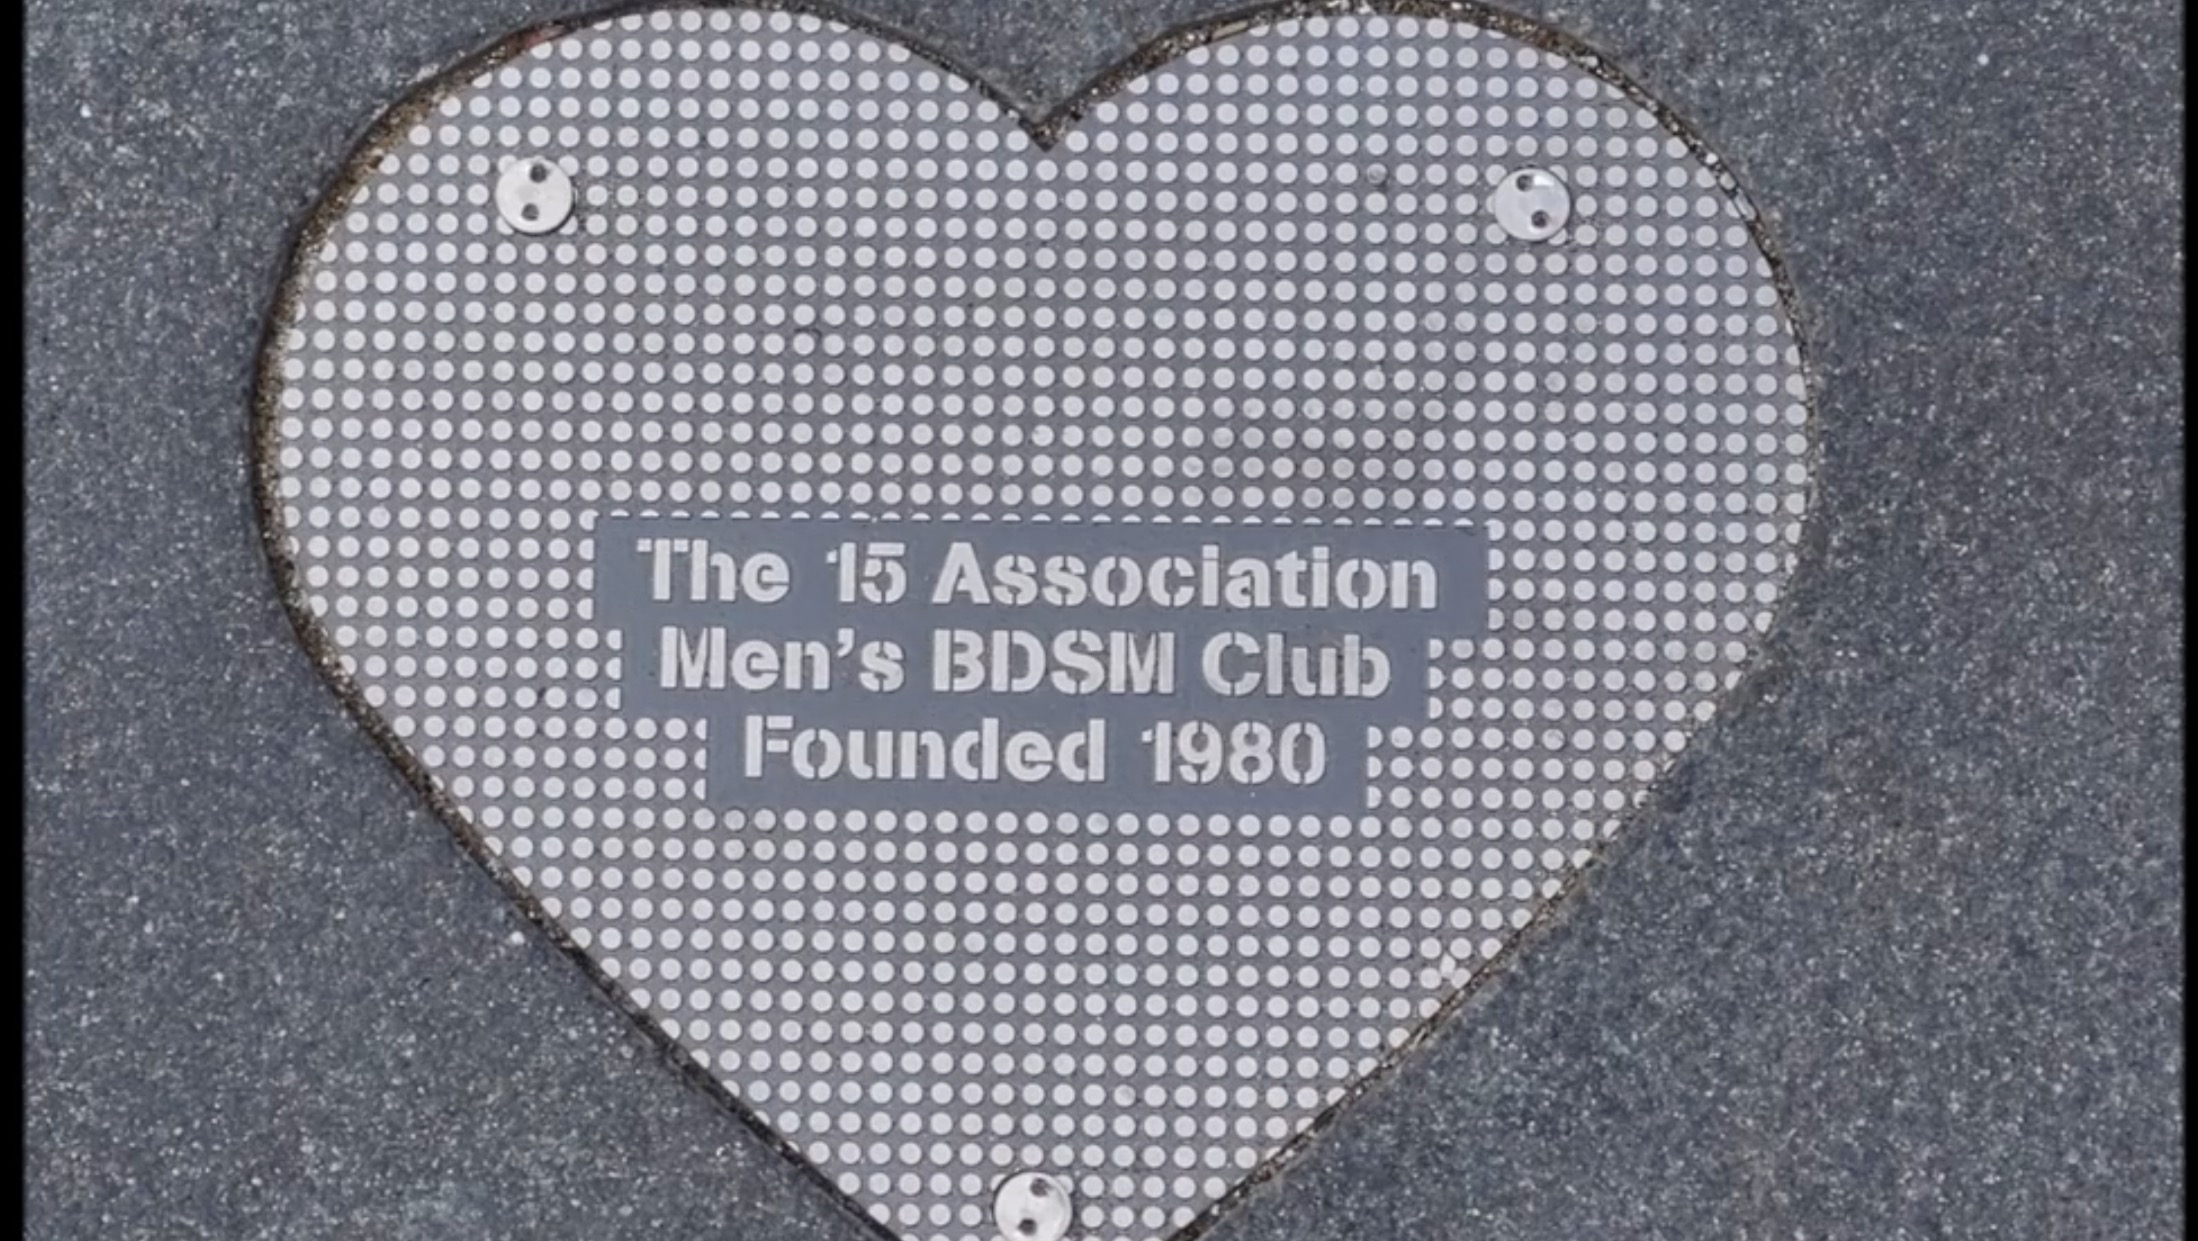 The 15 Association
Men's BDSM Club
Founded 1980